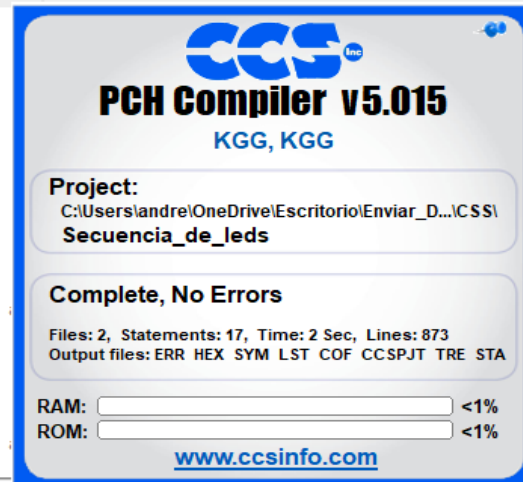 CCS Inc
PCH Compiler v5.015
KGG, KGG
Project:
C:\Users\andre\OneDrive\Escritorio\Enviar_D...\CSS\
Secuencia_de_leds
Complete, No Errors
Files: 2, Statements: 17, Time: 2 Sec, Lines: 873
Output files: ERR HEX SYM LST COF CCSPJT TRE STA
RAM: <1%
ROM: <1%
www.ccsinfo.com